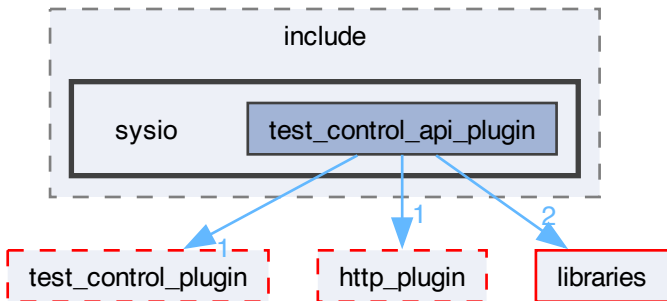 include
sysio
test_control_api_plugin
1
1
2
test_control_plugin
http_plugin
libraries